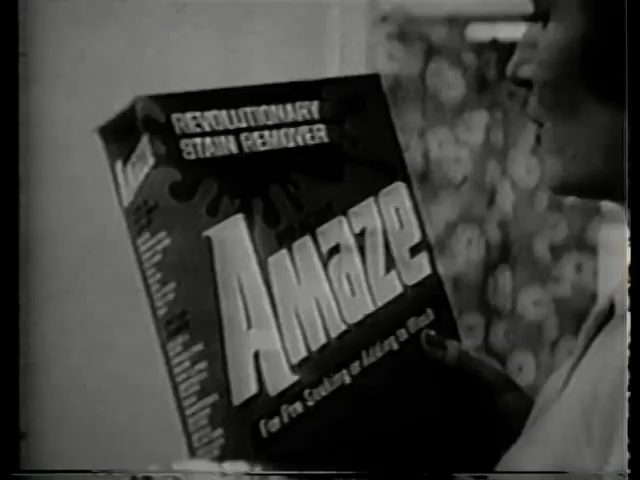 REVOLUTIONARY
STAIN REMOVER
Amaze
For Pre Soaking or Adding to Wash